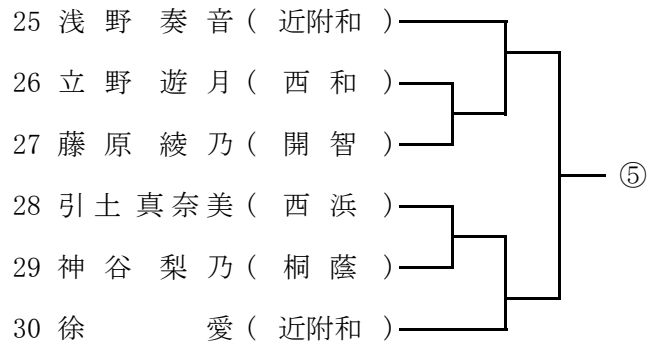 25 浅野 奏音 ( 近附和 )
26 立野 遊月 ( 西和 )
27 藤原 綾乃 ( 開智 )
28 引土 真奈美 ( 西浜 )
29 神谷 梨乃 ( 桐蔭 )
30 徐 愛 ( 近附和 )
⑤